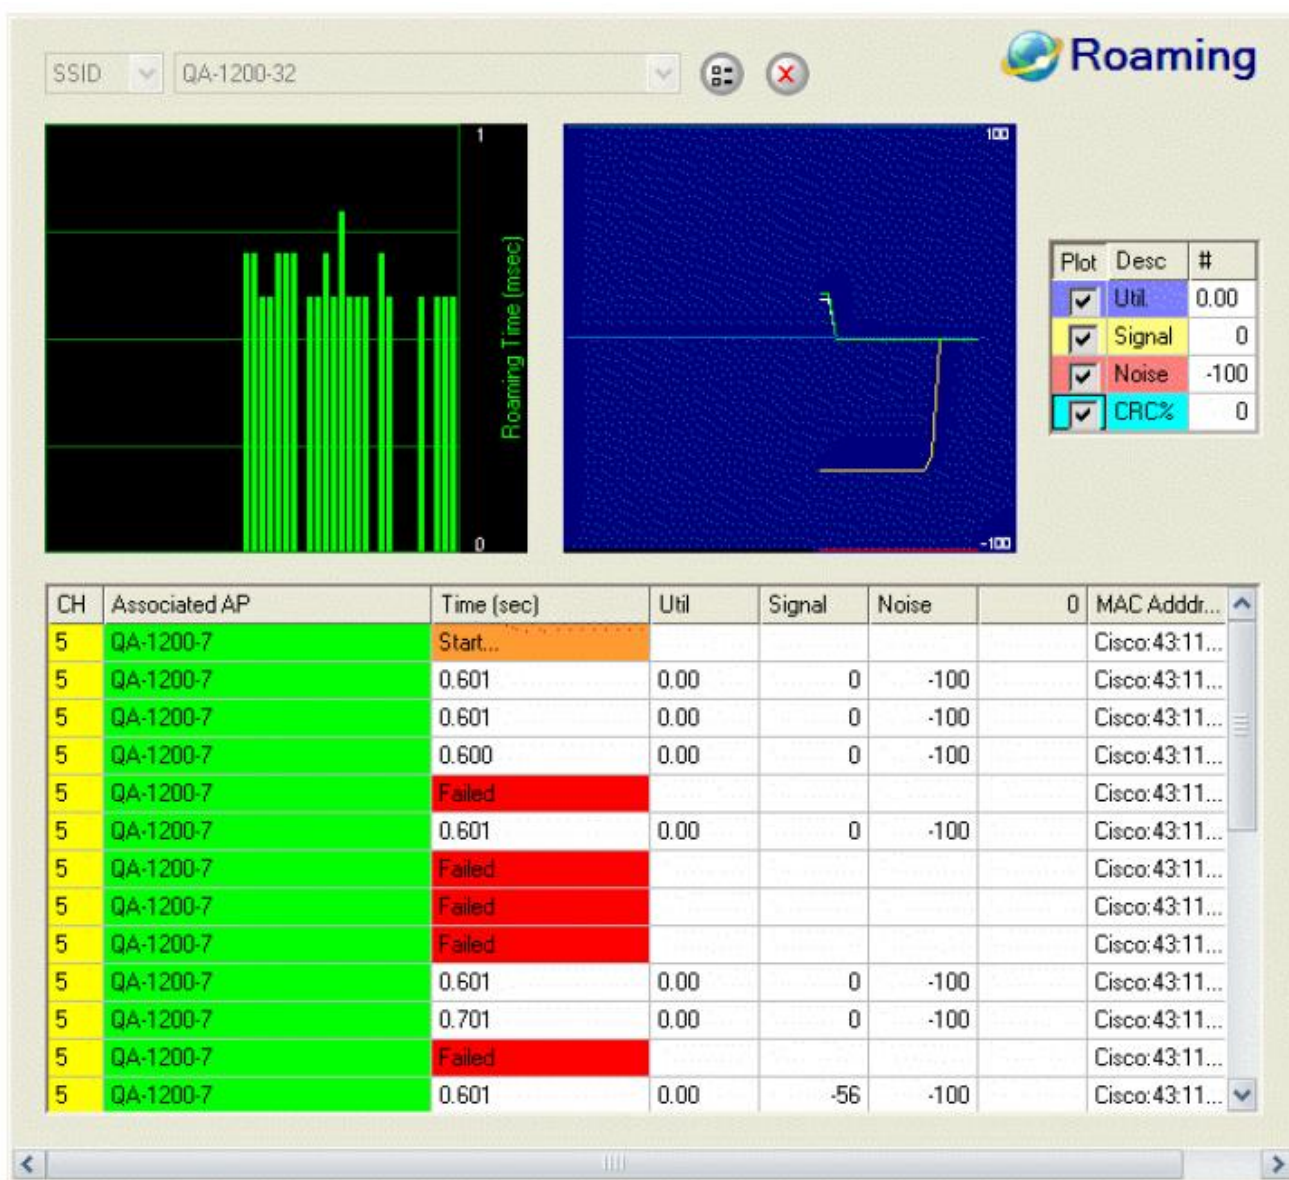 SSID QA-1200-32 Roaming
1
0
Roaming Time (msec)
100
-100
Plot Desc #
Util. 0.00
Signal 0
Noise -100
CRC% 0
CH Associated AP Time (sec) Util Signal Noise 0 MAC Adddr...
5 QA-1200-7 Start... Cisco:43:11...
5 QA-1200-7 0.601 0.00 0 -100 Cisco:43:11...
5 QA-1200-7 0.601 0.00 0 -100 Cisco:43:11...
5 QA-1200-7 0.600 0.00 0 -100 Cisco:43:11...
5 QA-1200-7 Failed Cisco:43:11...
5 QA-1200-7 0.601 0.00 0 -100 Cisco:43:11...
5 QA-1200-7 Failed Cisco:43:11...
5 QA-1200-7 Failed Cisco:43:11...
5 QA-1200-7 Failed Cisco:43:11...
5 QA-1200-7 0.601 0.00 0 -100 Cisco:43:11...
5 QA-1200-7 0.701 0.00 0 -100 Cisco:43:11...
5 QA-1200-7 Failed Cisco:43:11...
5 QA-1200-7 0.601 0.00 -56 -100 Cisco:43:11...